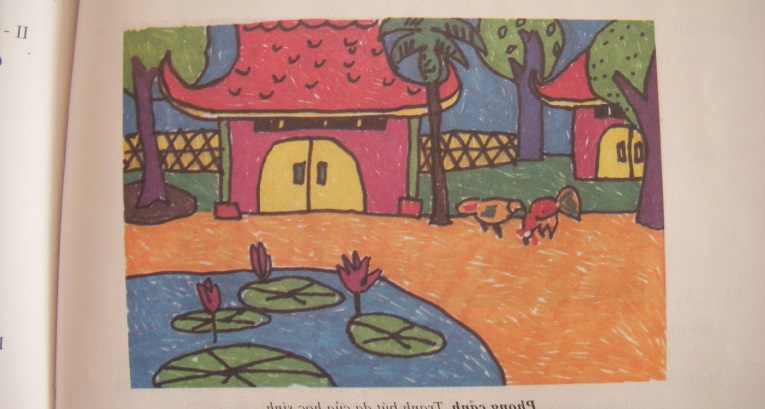 II -
Phong cảnh. Tranh bút dạ của học sinh